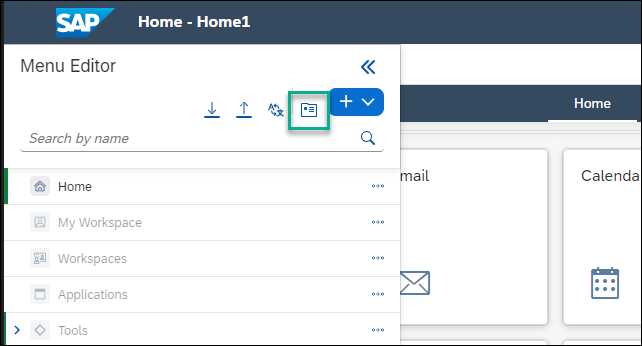 SAP Home - Home1
Menu Editor
Home
Search by name
Home
mail
Calenda
My Workspace
Workspaces
Applications
Tools